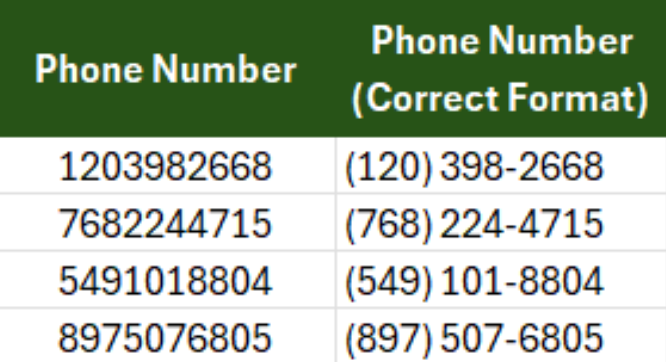 Phone Number
Phone Number
(Correct Format)
1203982668 (120) 398-2668
7682244715 (768) 224-4715
5491018804 (549) 101-8804
8975076805 (897) 507-6805